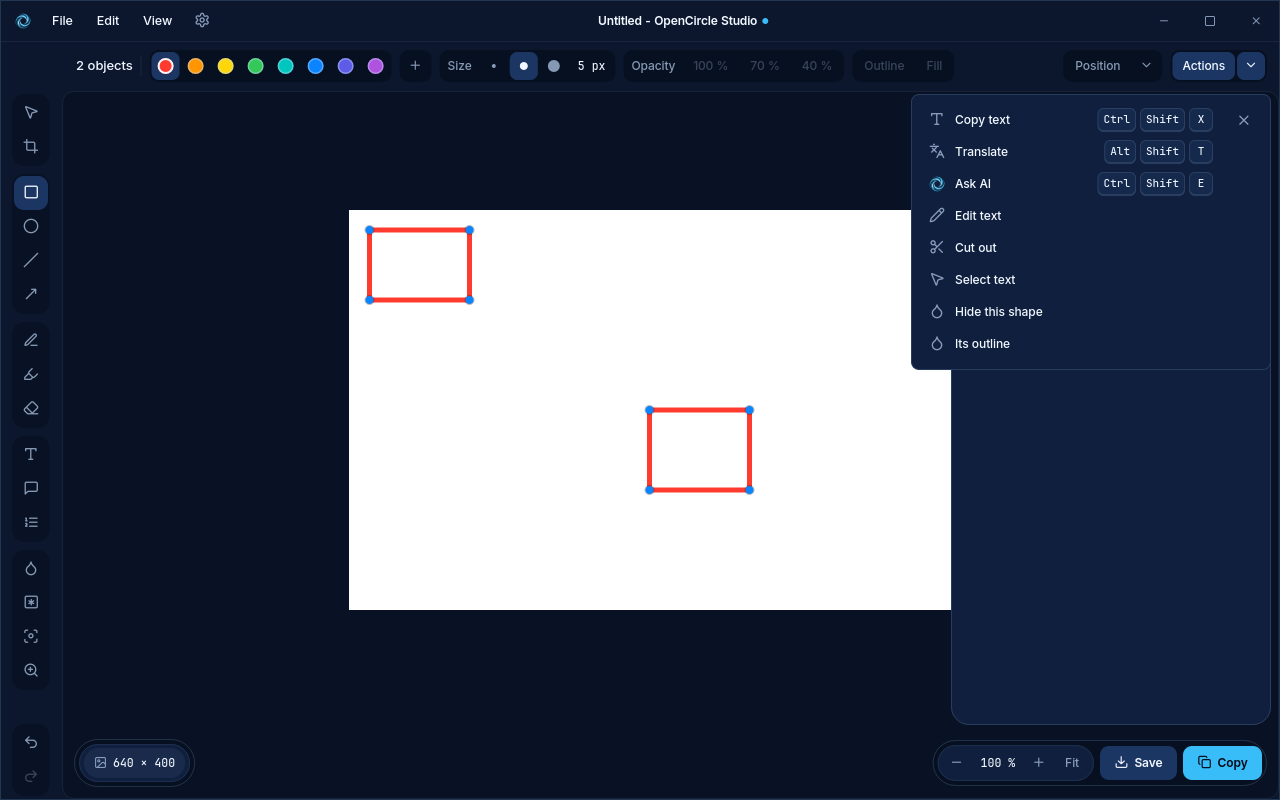 File Edit View
Untitled - OpenCircle Studio
2 objects
Size
5 px
Opacity 100 % 70 % 40 %
Outline Fill
Position
Actions
Copy text Ctrl Shift X
Translate Alt Shift T
Ask AI Ctrl Shift E
Edit text
Cut out
Select text
Hide this shape
Its outline
640 × 400
100 %
Fit
Save
Copy